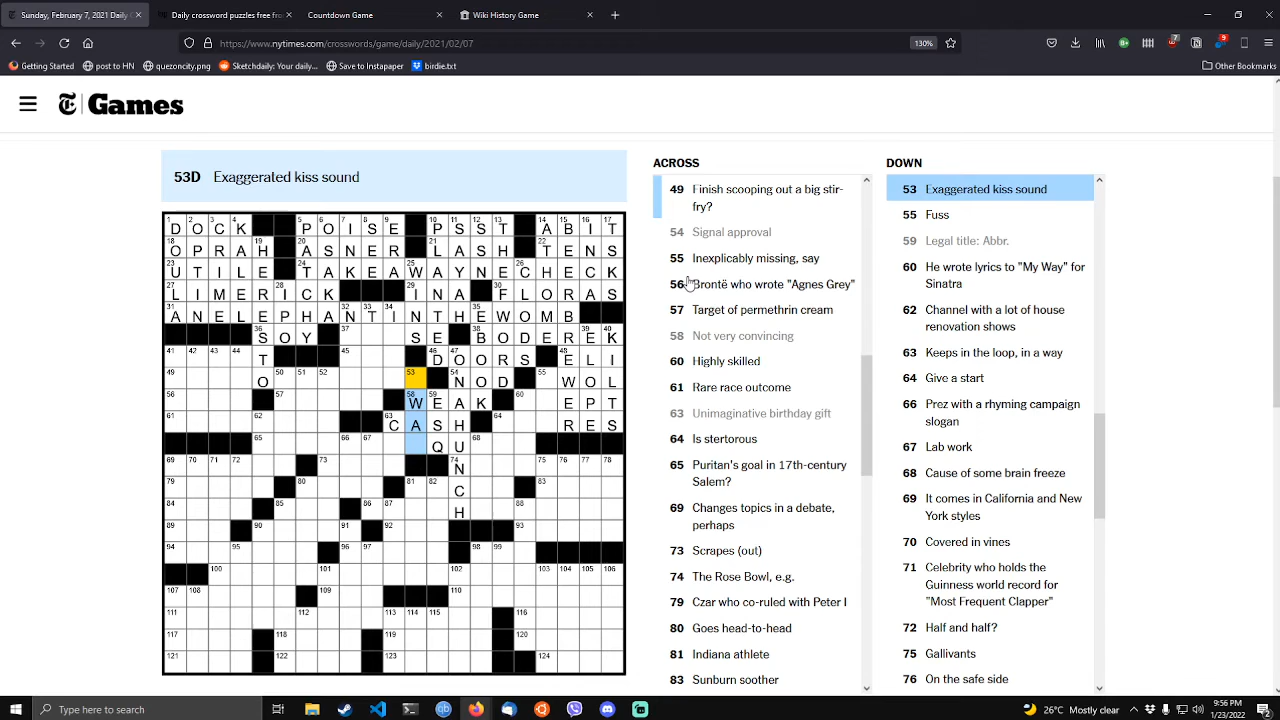 Sunday, February 7, 2021 Daily C
Daily crossword puzzles free fro
Countdown Game
Wiki History Game
https://www.nytimes.com/crosswords/game/daily/2021/02/07
130%
Getting Started
post to HN
quezoncity.png
Sketchdaily: Your daily...
Save to Instapaper
birdie.txt
Other Bookmarks
Games
53D Exaggerated kiss sound
D O C K P O I S E P S S T A B I T
O P R A H A S N E R L A S H T E N S
U T I L E T A K E A W A Y N E C H E C K
L I M E R I C K I N A F L O R A S
A N E L E P H A N T I N T H E W O M B
S O Y S E B O D E R E K
T D O O R S E L I
O N O D W O L
W E A K E P T
C A S H R E S
Q U
N
C
H
ACROSS
49 Finish scooping out a big stir-
fry?
54 Signal approval
55 Inexplicably missing, say
56 Brontë who wrote "Agnes Grey"
57 Target of permethrin cream
58 Not very convincing
60 Highly skilled
61 Rare race outcome
63 Unimaginative birthday gift
64 Is stertorous
65 Puritan's goal in 17th-century
Salem?
69 Changes topics in a debate,
perhaps
73 Scrapes (out)
74 The Rose Bowl, e.g.
79 Czar who co-ruled with Peter I
80 Goes head-to-head
81 Indiana athlete
83 Sunburn soother
DOWN
53 Exaggerated kiss sound
55 Fuss
59 Legal title: Abbr.
60 He wrote lyrics to "My Way" for
Sinatra
62 Channel with a lot of house
renovation shows
63 Keeps in the loop, in a way
64 Give a start
66 Prez with a rhyming campaign
slogan
67 Lab work
68 Cause of some brain freeze
69 It comes in California and New
York styles
70 Covered in vines
71 Celebrity who holds the
Guinness world record for
"Most Frequent Clapper"
72 Half and half?
75 Gallivants
76 On the safe side
Type here to search
26°C Mostly clear
9:56 PM
1/23/2022